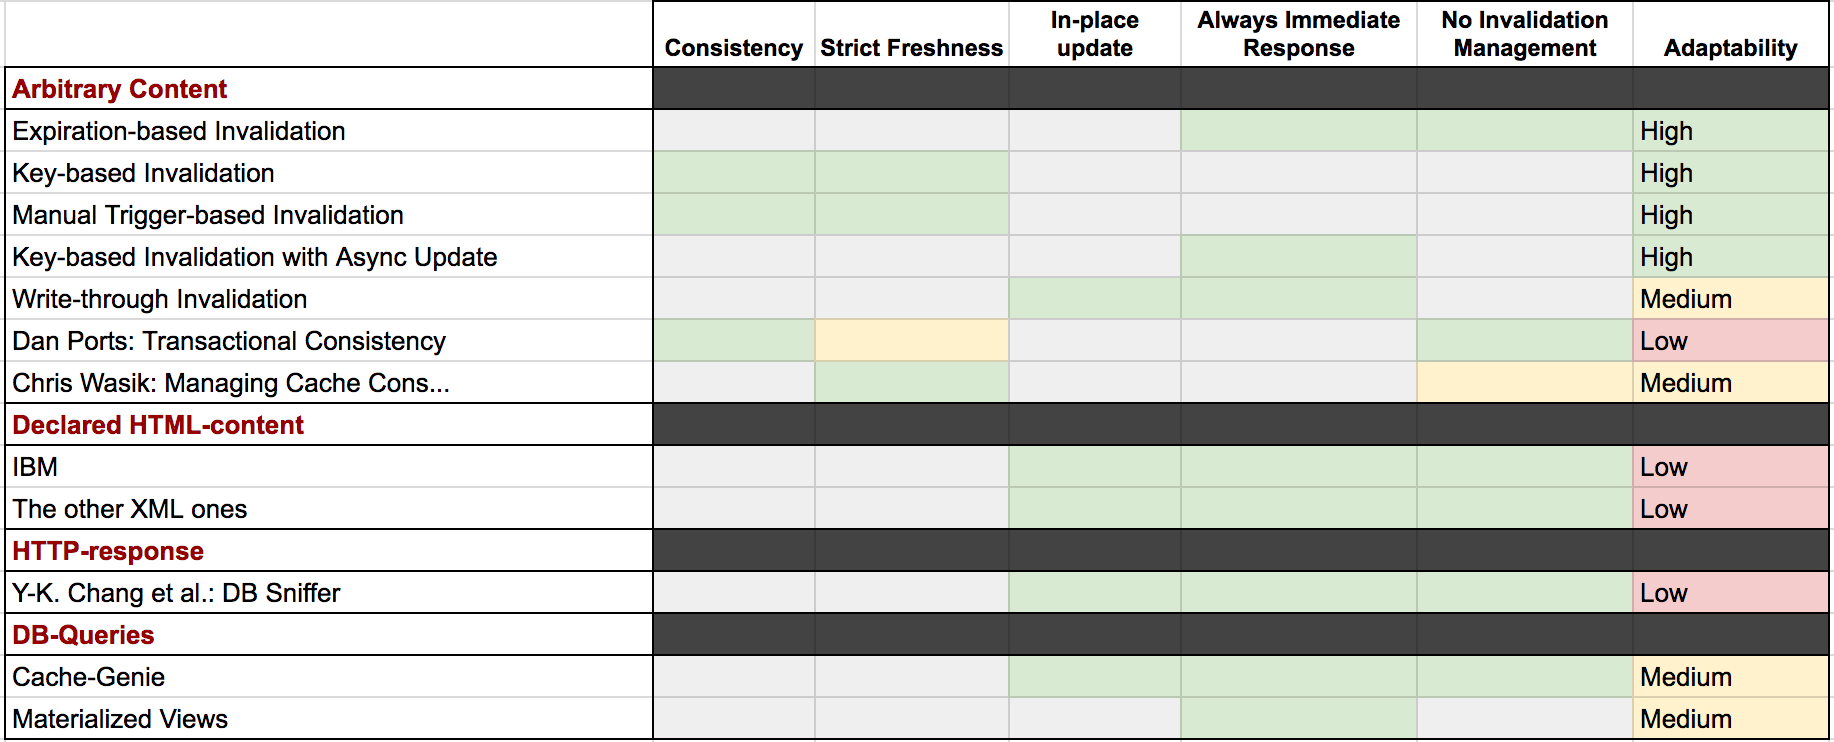 Consistency Strict Freshness In-place update Always Immediate Response No Invalidation Management Adaptability
Arbitrary Content
Expiration-based Invalidation High
Key-based Invalidation High
Manual Trigger-based Invalidation High
Key-based Invalidation with Async Update High
Write-through Invalidation Medium
Dan Ports: Transactional Consistency Low
Chris Wasik: Managing Cache Cons... Medium
Declared HTML-content
IBM Low
The other XML ones Low
HTTP-response
Y-K. Chang et al.: DB Sniffer Low
DB-Queries
Cache-Genie Medium
Materialized Views Medium